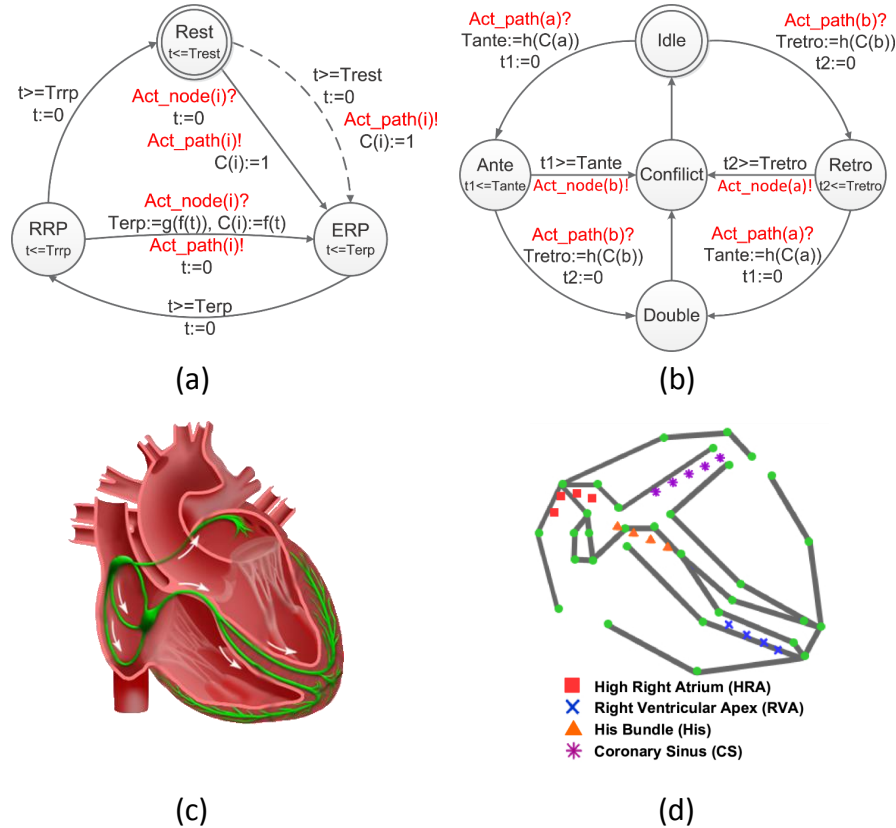 Rest
t<=Trest
t>=Trrp
t:=0
Act_node(i)?
t:=0
Act_path(i)!
C(i):=1
t>=Trest
t:=0
Act_path(i)!
C(i):=1
RRP
t<=Trrp
Act_node(i)?
Terp:=g(f(t)), C(i):=f(t)
Act_path(i)!
t:=0
ERP
t<=Terp
t>=Terp
t:=0
(a)
Act_path(a)?
Tante:=h(C(a))
t1:=0
Idle
Act_path(b)?
Tretro:=h(C(b))
t2:=0
Ante
t1<=Tante
t1>=Tante
Act_node(b)!
Confilict
t2>=Tretro
Act_node(a)!
Retro
t2<=Tretro
Act_path(b)?
Tretro:=h(C(b))
t2:=0
Act_path(a)?
Tante:=h(C(a))
t1:=0
Double
(b)
(c)
High Right Atrium (HRA)
Right Ventricular Apex (RVA)
His Bundle (His)
Coronary Sinus (CS)
(d)